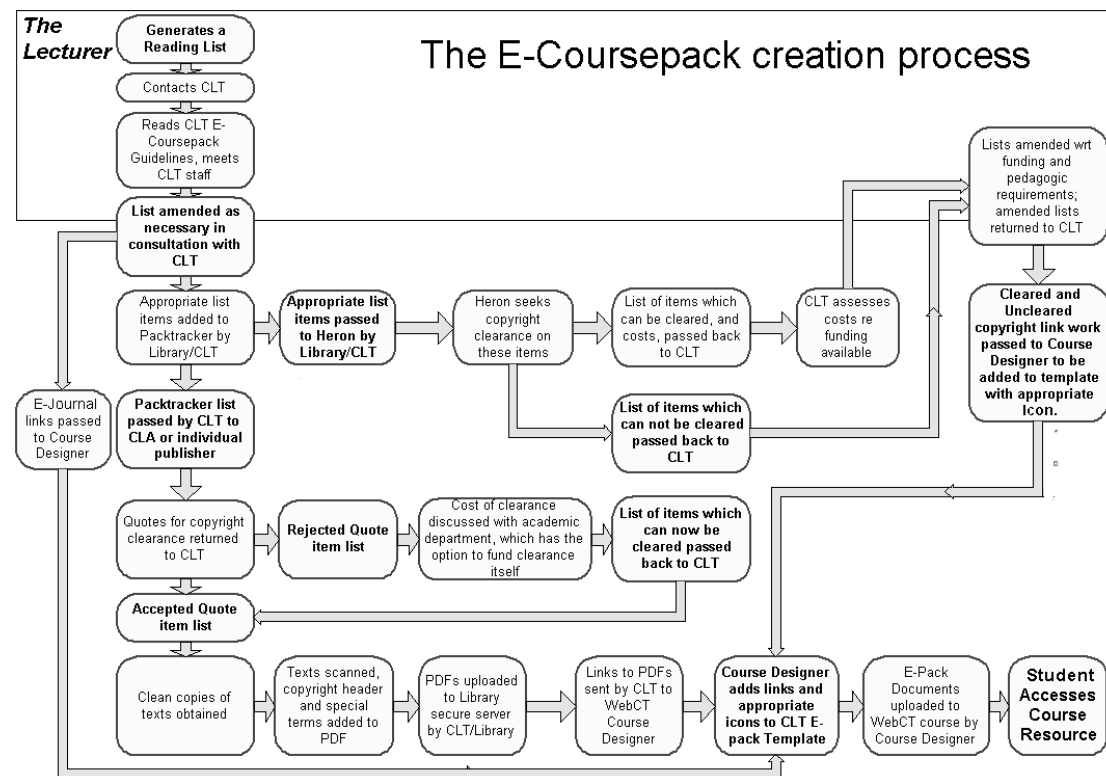 The
Lecturer
The E-Coursepack creation process
Generates a
Reading List
Contacts CLT
Reads CLT E-
Coursepack
Guidelines, meets
CLT staff
List amended as
necessary in
consultation with
CLT
Lists amended wrt
funding and
pedagogic
requirements;
amended lists
returned to CLT
Appropriate list
items added to
Packtracker by
Library/CLT
Appropriate list
items passed
to Heron by
Library/CLT
Heron seeks
copyright
clearance on
these items
List of items which
can be cleared, and
costs, passed back
to CLT
CLT assesses
costs re
funding
available
Cleared and
Uncleared
copyright link work
passed to Course
Designer to be
added to template
with appropriate
Icon.
E-Journal
links passed
to Course
Designer
Packtracker list
passed by CLT to
CLA or individual
publisher
List of items
which can not
be cleared
passed back to
CLT
Quotes for copyright
clearance returned
to CLT
Rejected Quote
item list
Cost of clearance
discussed with academic
department, which has the
option to fund clearance
itself
List of items which
can now be
cleared passed
back to CLT
Accepted Quote
item list
Clean copies of
texts obtained
Texts scanned,
copyright header
and special
terms added to
PDF
PDFs uploaded
to Library
secure server
by CLT/Library
Links to PDFs
sent by CLT to
WebCT
Course
Designer
Course Designer
adds links and
appropriate
icons to CLT E-
pack Template
E-Pack
Documents
uploaded to
WebCT course by
Course Designer
Student
Accesses
Course
Resource